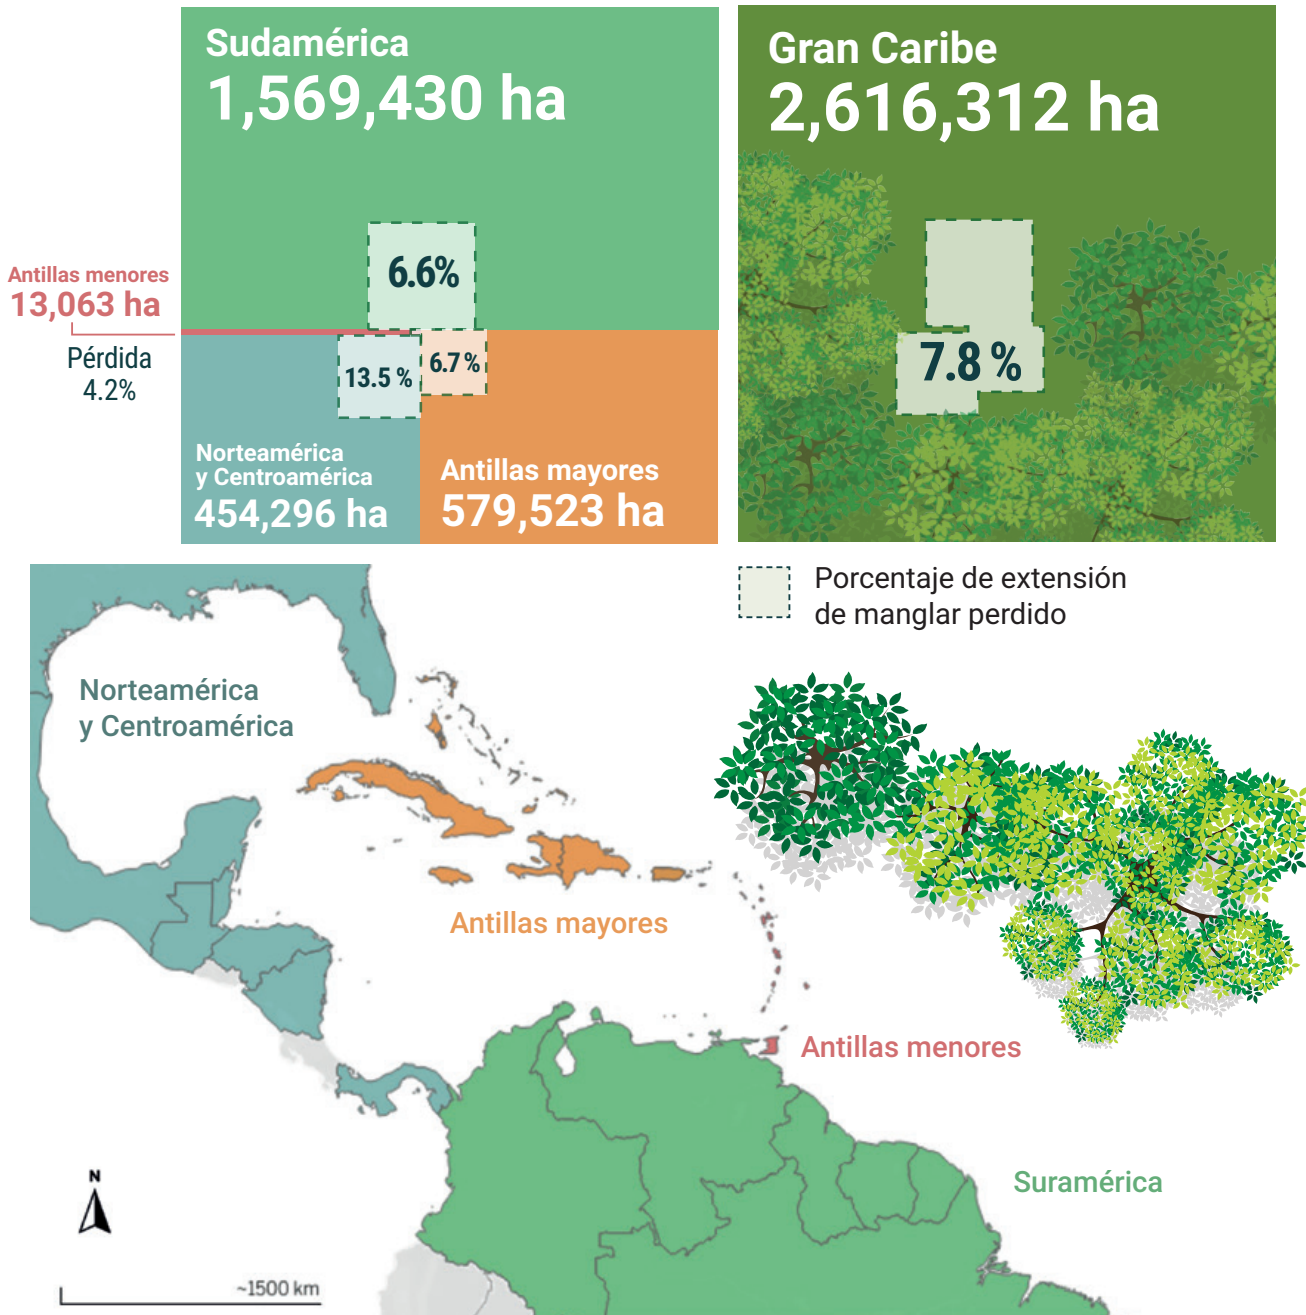 Sudamérica
1,569,430 ha
Gran Caribe
2,616,312 ha
6.6%
Antillas menores
13,063 ha
Pérdida
4.2%
13.5 %
6.7 %
7.8 %
Norteamérica
y Centroamérica
454,296 ha
Antillas mayores
579,523 ha
Porcentaje de extensión
de manglar perdido
Norteamérica
y Centroamérica
Antillas mayores
Antillas menores
Suramérica
N
~1500 km